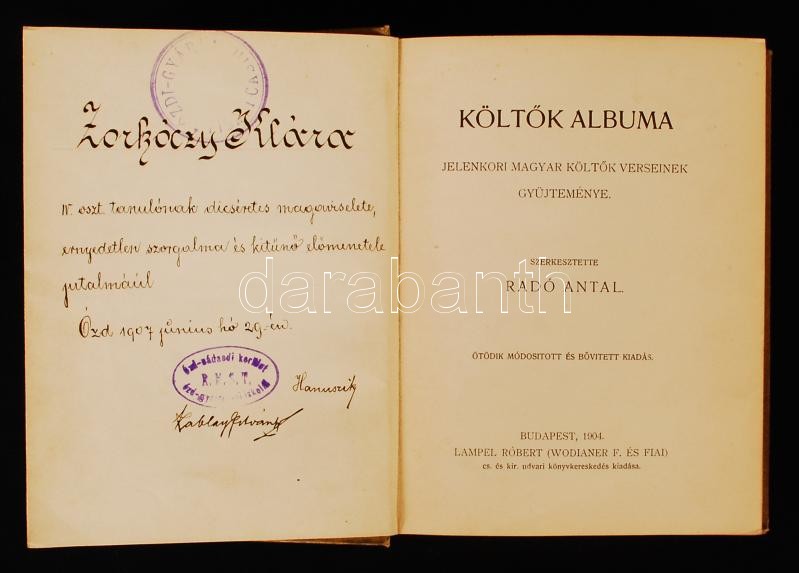 Zorkóczy Klára
IV. oszt. tanulónak dicséretes magaviselete,
ernyedetlen szorgalma és kitűnő előmenetele
jutalmáúl
Ózd 1907 június hó 29-én.
R. K. S. T.
Hanuszik
Kablay István
KÖLTŐK ALBUMA
JELENKORI MAGYAR KÖLTŐK VERSEINEK
GYŰJTEMÉNYE.
SZERKESZTETTE
RADÓ ANTAL.
ÖTÖDIK MÓDOSITOTT ÉS BŐVITETT KIADÁS.
BUDAPEST, 1904.
LAMPEL RÓBERT (WODIANER F. ÉS FIAI)
cs. és kir. udvari könyvkereskedés kiadása.
darabanth